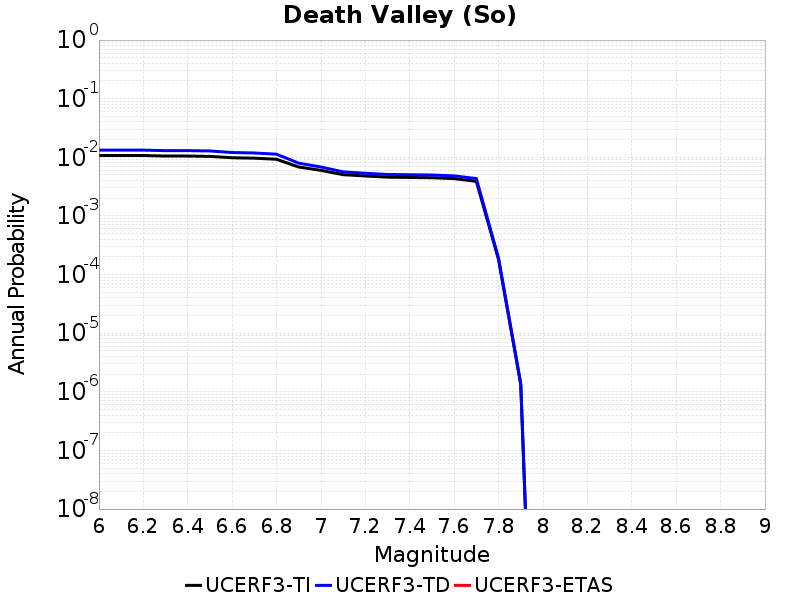 Death Valley (So)
Annual Probability
10^0
10^-1
10^-2
10^-3
10^-4
10^-5
10^-6
10^-7
10^-8
6 6.2 6.4 6.6 6.8 7 7.2 7.4 7.6 7.8 8 8.2 8.4 8.6 8.8 9
Magnitude
UCERF3-TI UCERF3-TD UCERF3-ETAS